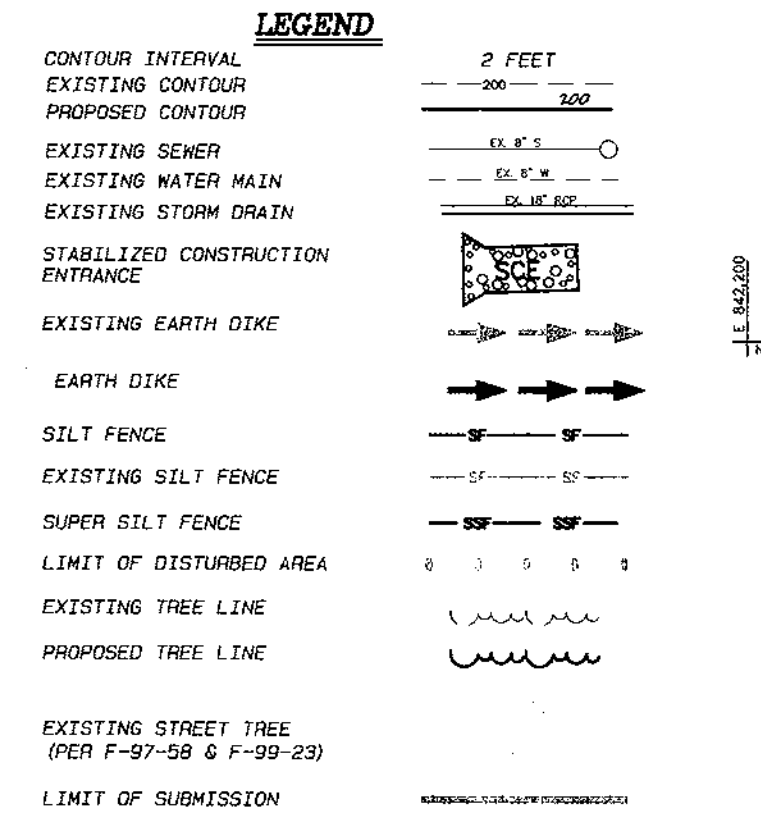 LEGEND
CONTOUR INTERVAL 2 FEET
EXISTING CONTOUR 200
PROPOSED CONTOUR 200
EXISTING SEWER EX. 8" S
EXISTING WATER MAIN EX. 8" W
EXISTING STORM DRAIN EX. 18" RCP
STABILIZED CONSTRUCTION
ENTRANCE
SCE
EXISTING EARTH DIKE
E 842,200
EARTH DIKE
SILT FENCE SF SF
EXISTING SILT FENCE SF
SUPER SILT FENCE SSF SSF
LIMIT OF DISTURBED AREA
EXISTING TREE LINE
PROPOSED TREE LINE
EXISTING STREET TREE
(PER F-97-58 & F-99-23)
LIMIT OF SUBMISSION